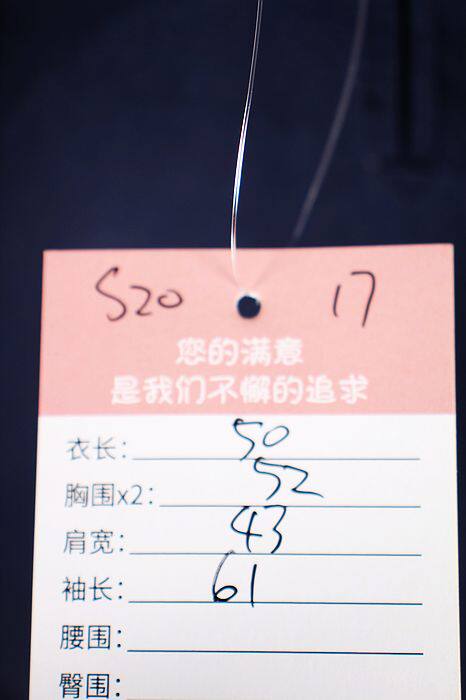 S20 17
您的满意
是我们不懈的追求
衣长: 50
胸围x2: 52
肩宽: 43
袖长: 61
腰围:
臀围: